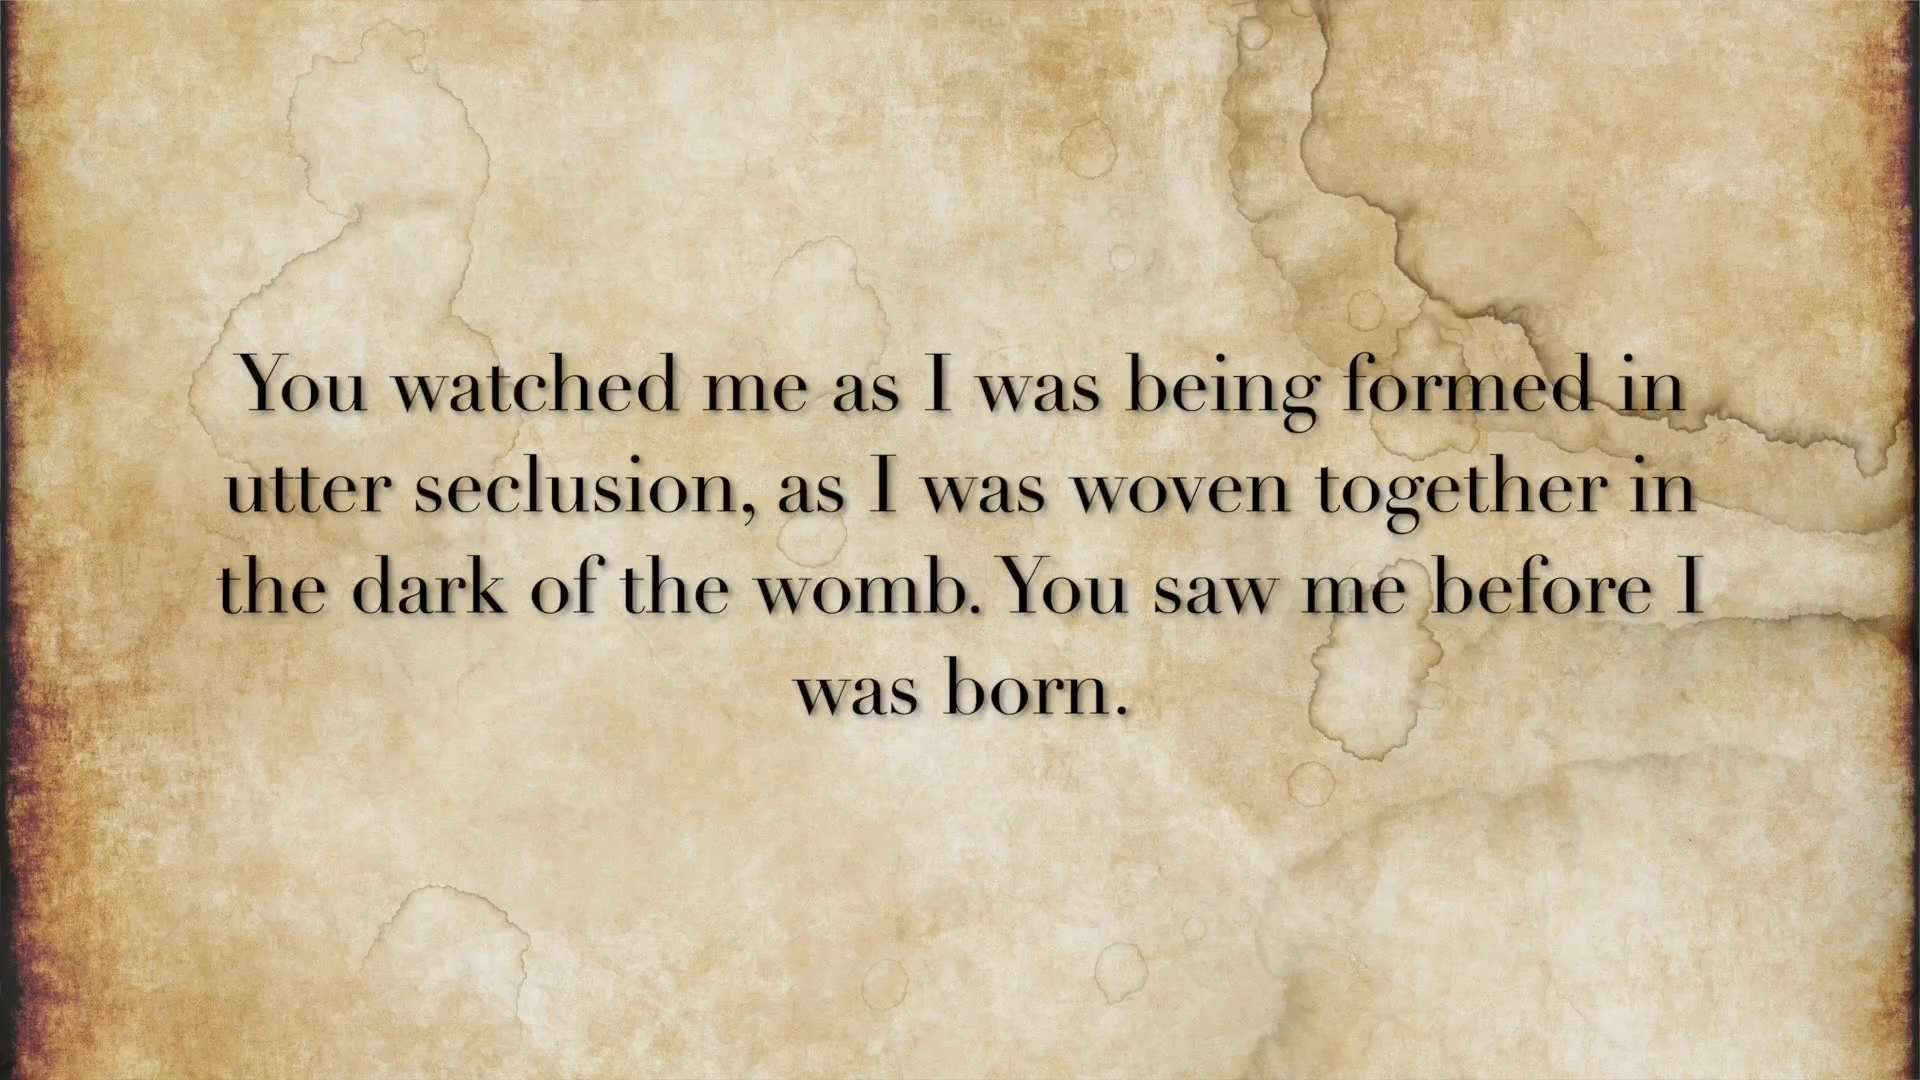 You watched me as I was being formed in
utter seclusion, as I was woven together in
the dark of the womb. You saw me before I
was born.